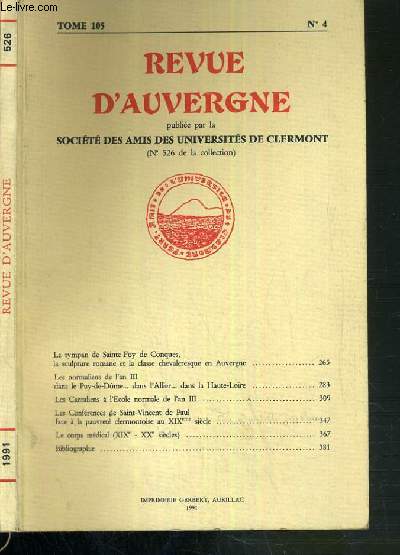 www.le-livre.com
TOME 105
N° 4
REVUE
D'AUVERGNE
publiée par la
SOCIÉTÉ DES AMIS DES UNIVERSITÉS DE CLERMONT
(N° 526 de la collection)
Le tympan de Sainte-Foy de Conques,
la sculpture romane et la classe chevaleresque en Auvergne .................. 265
Les normaliens de l'an III
dans le Puy-de-Dôme... dans l'Allier... dans la Haute-Loire .................. 283
Les Cantaliens à l'Ecole normale de l'an III .................. 309
Les Conférences de Saint-Vincent de Paul
face à la pauvreté clermontoise au XIXème siècle .................. 347
Le corps médical (XIXe - XXe siècles) .................. 367
Bibliographie .................. 381
IMPRIMERIE GERBERT, AURILLAC
1991
526
REVUE D'AUVERGNE
1991